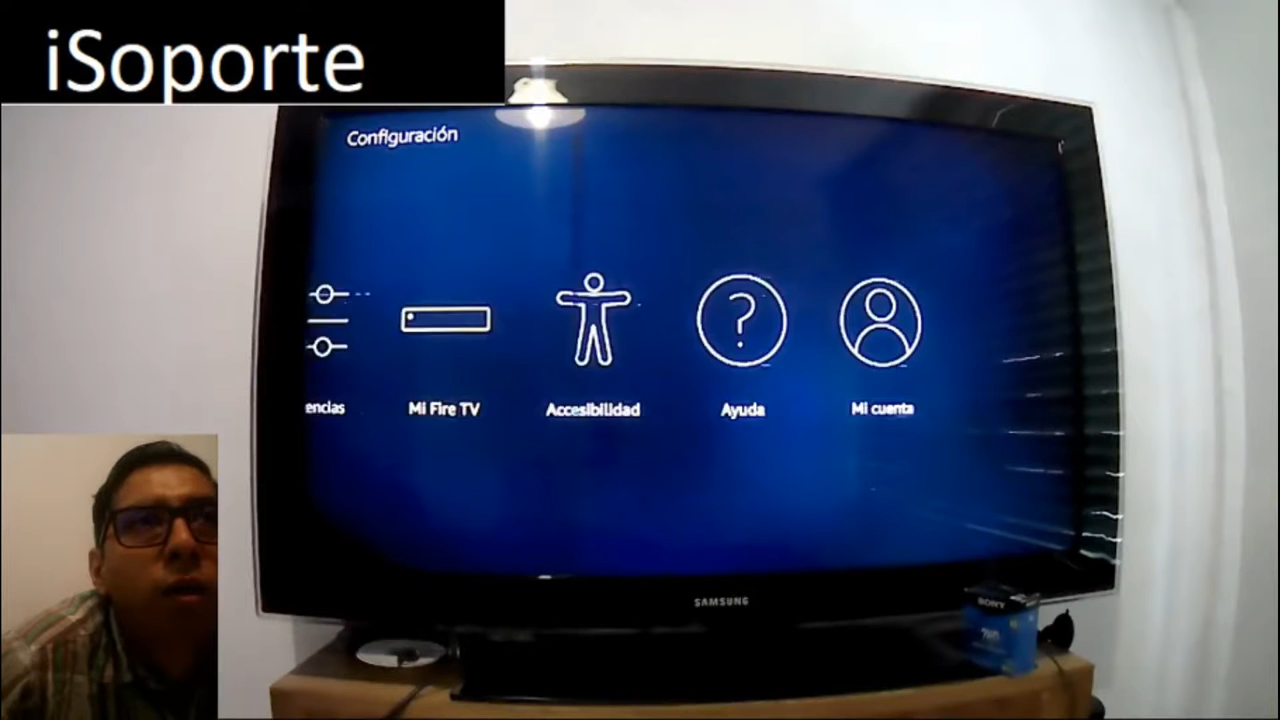 iSoporte
Configuración
encias
Mi Fire TV
Accesibilidad
Ayuda
Mi cuenta
SAMSUNG
SONY